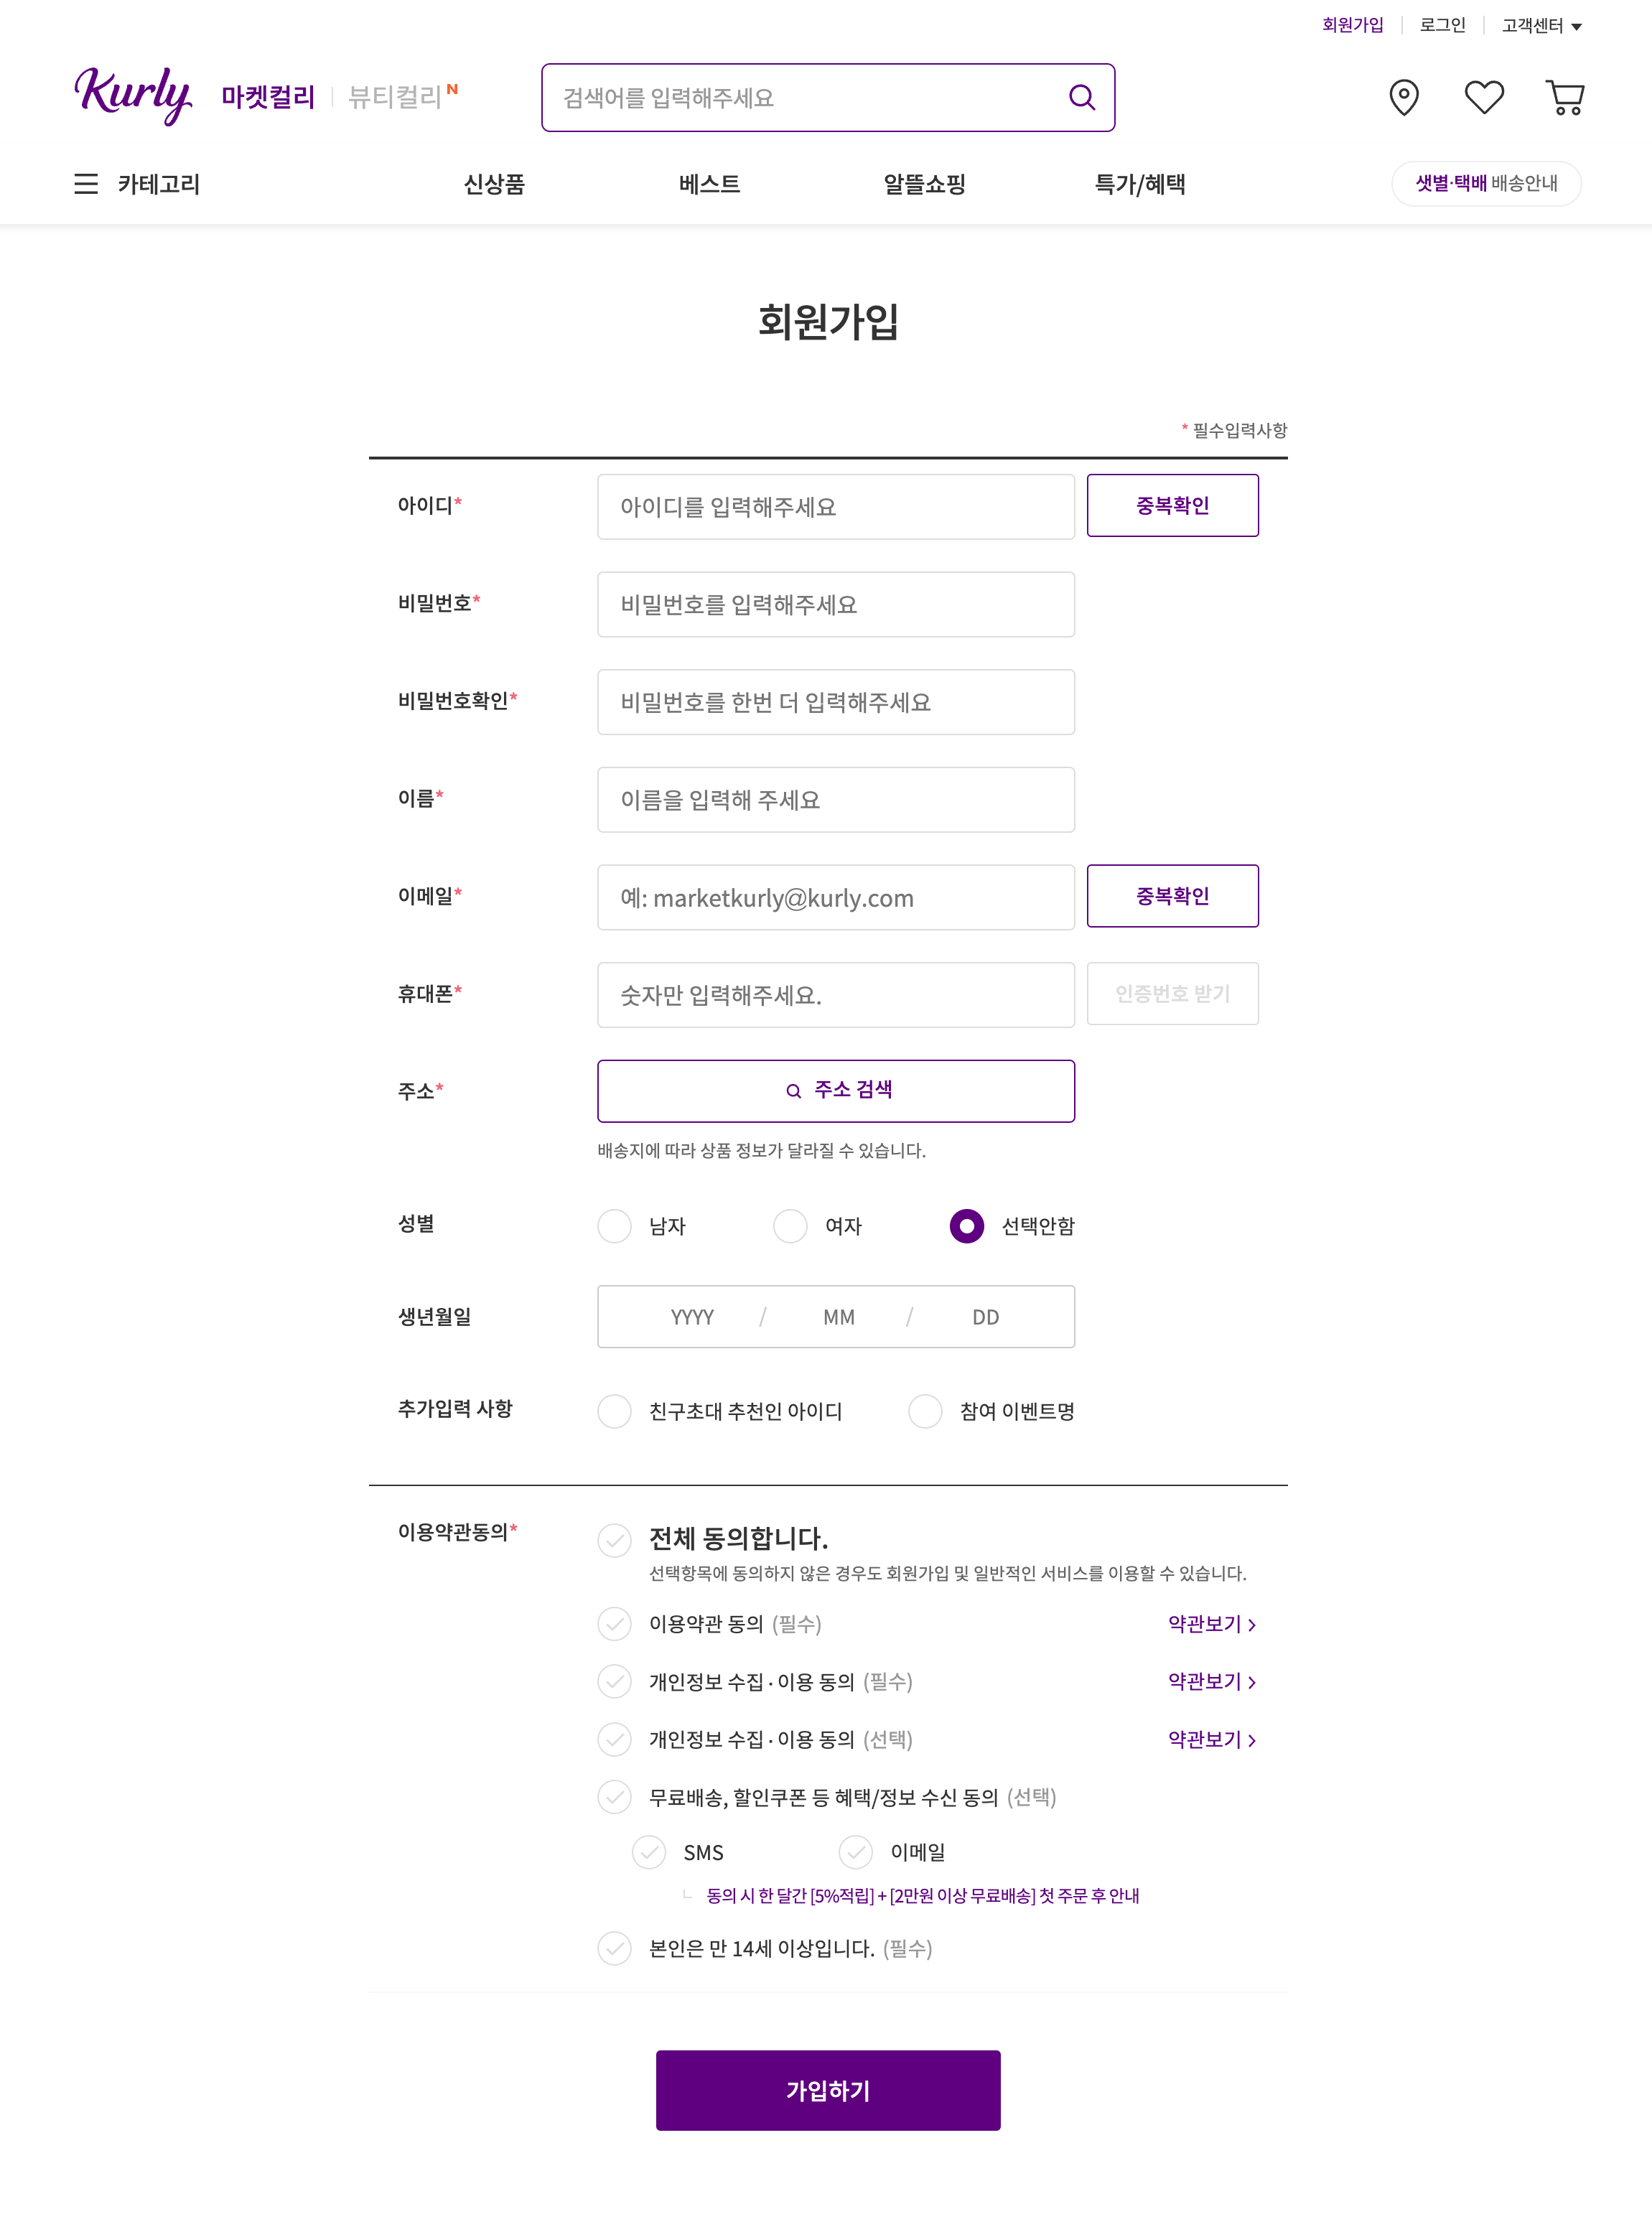 회원가입 로그인 고객센터
Kurly 마켓컬리 뷰티컬리 N 검색어를 입력해주세요
카테고리 신상품 베스트 알뜰쇼핑 특가/혜택 샛별·택배 배송안내
회원가입
* 필수입력사항
아이디* 아이디를 입력해주세요 중복확인
비밀번호* 비밀번호를 입력해주세요
비밀번호확인* 비밀번호를 한번 더 입력해주세요
이름* 이름을 입력해 주세요
이메일* 예: marketkurly@kurly.com 중복확인
휴대폰* 숫자만 입력해주세요. 인증번호 받기
주소* 주소 검색
배송지에 따라 상품 정보가 달라질 수 있습니다.
성별 남자 여자 선택안함
생년월일 YYYY / MM / DD
추가입력 사항 친구초대 추천인 아이디 참여 이벤트명
이용약관동의* 전체 동의합니다.
선택항목에 동의하지 않은 경우도 회원가입 및 일반적인 서비스를 이용할 수 있습니다.
이용약관 동의 (필수) 약관보기
개인정보 수집·이용 동의 (필수) 약관보기
개인정보 수집·이용 동의 (선택) 약관보기
무료배송, 할인쿠폰 등 혜택/정보 수신 동의 (선택)
SMS 이메일
동의 시 한 달간 [5%적립] + [2만원 이상 무료배송] 첫 주문 후 안내
본인은 만 14세 이상입니다. (필수)
가입하기